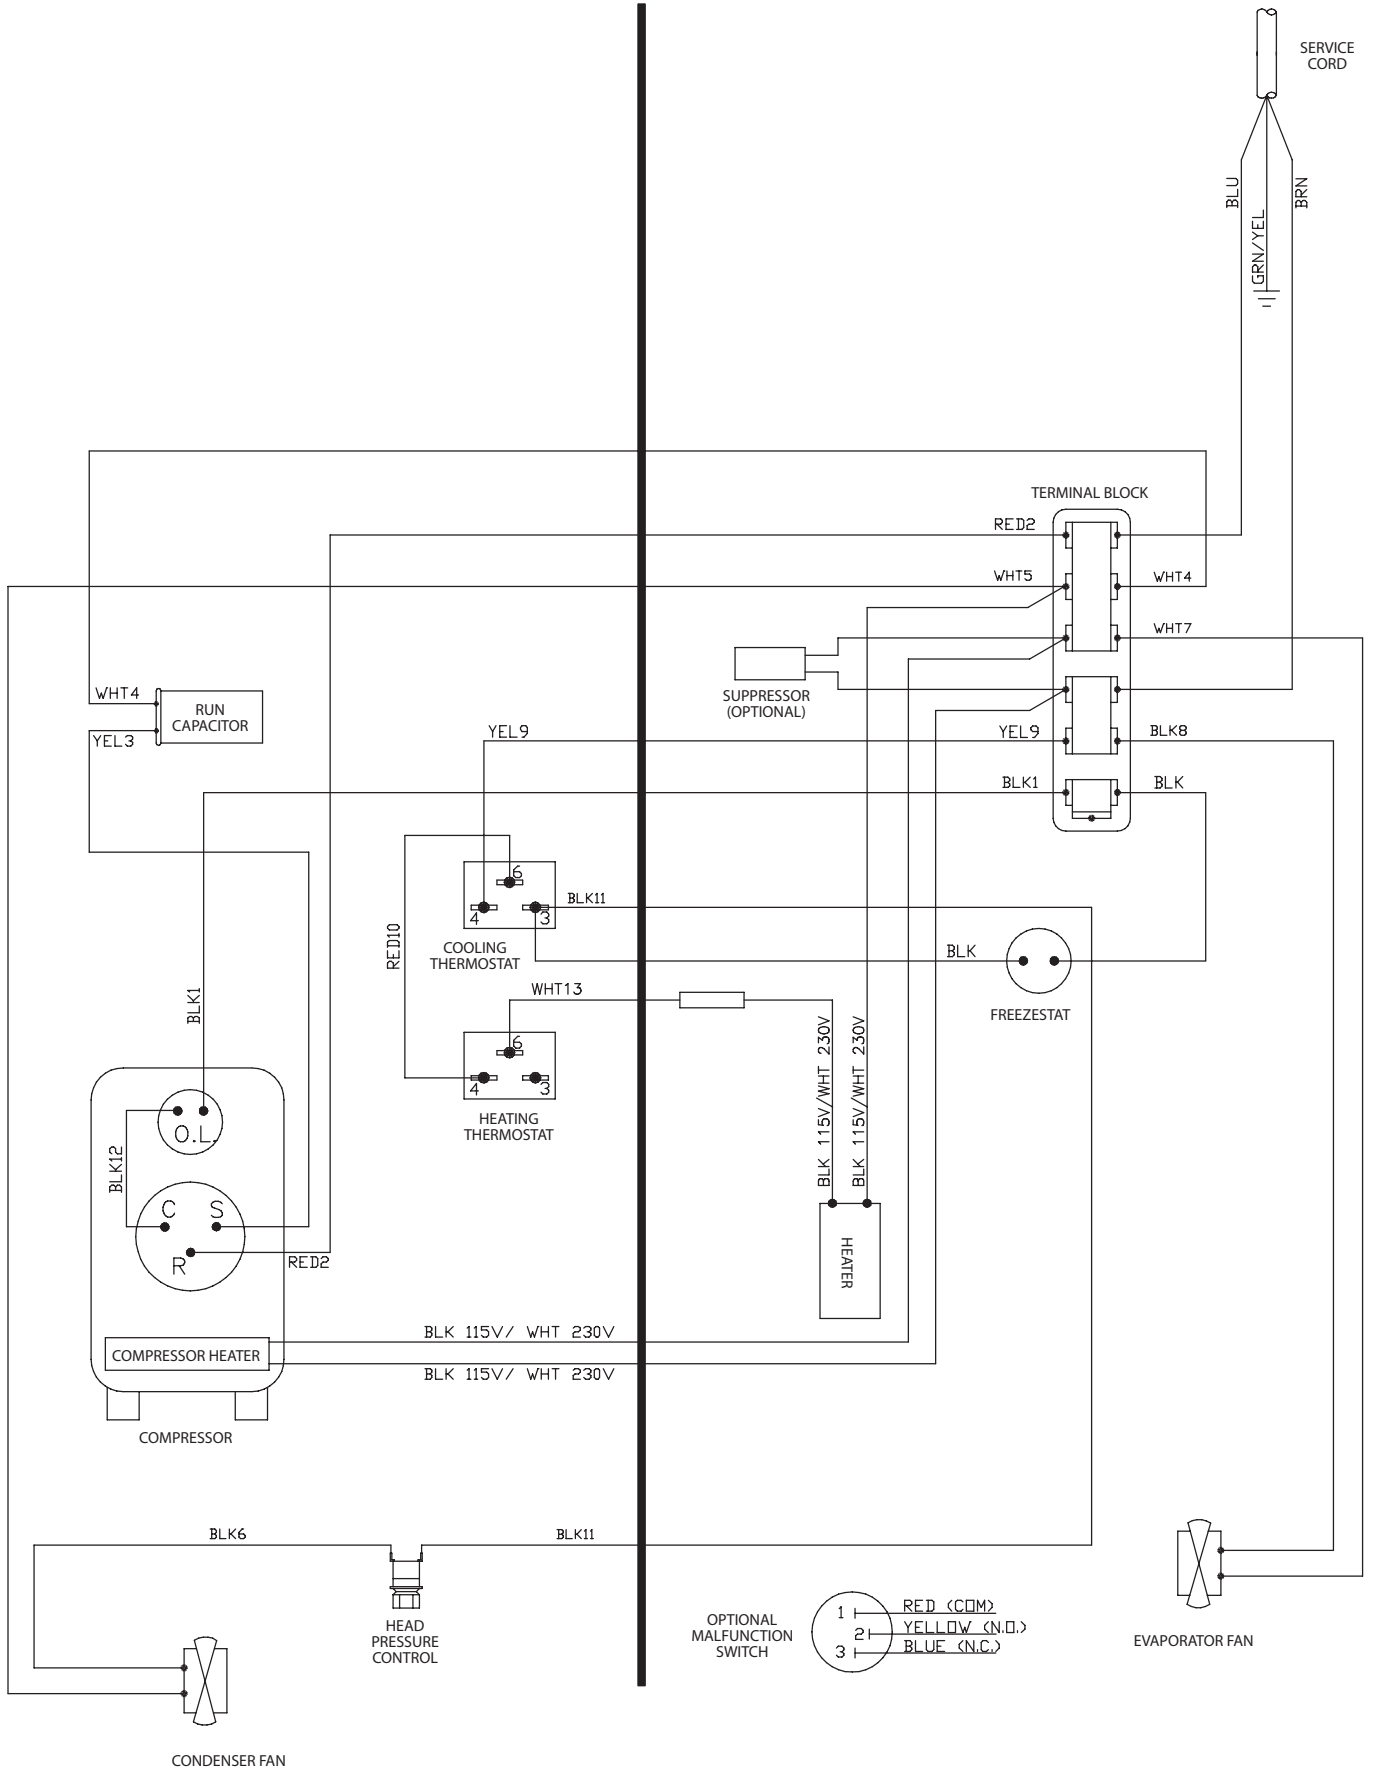 SERVICE
CORD
BLU
GRN/YEL
BRN
TERMINAL BLOCK
RED2
WHT5
WHT4
WHT7
SUPPRESSOR
(OPTIONAL)
WHT4
RUN
CAPACITOR
YEL3
YEL9
YEL9
BLK8
BLK1
BLK
6
4
3
BLK11
COOLING
THERMOSTAT
RED10
BLK
FREEZESTAT
WHT13
6
4
3
HEATING
THERMOSTAT
BLK1
BLK 115V/WHT 230V
BLK 115V/WHT 230V
HEATER
O.L.
BLK12
C
S
R
RED2
COMPRESSOR HEATER
BLK 115V/ WHT 230V
BLK 115V/ WHT 230V
COMPRESSOR
BLK6
BLK11
HEAD
PRESSURE
CONTROL
OPTIONAL
MALFUNCTION
SWITCH
1
2
3
RED (COM)
YELLOW (N.O.)
BLUE (N.C.)
EVAPORATOR FAN
CONDENSER FAN